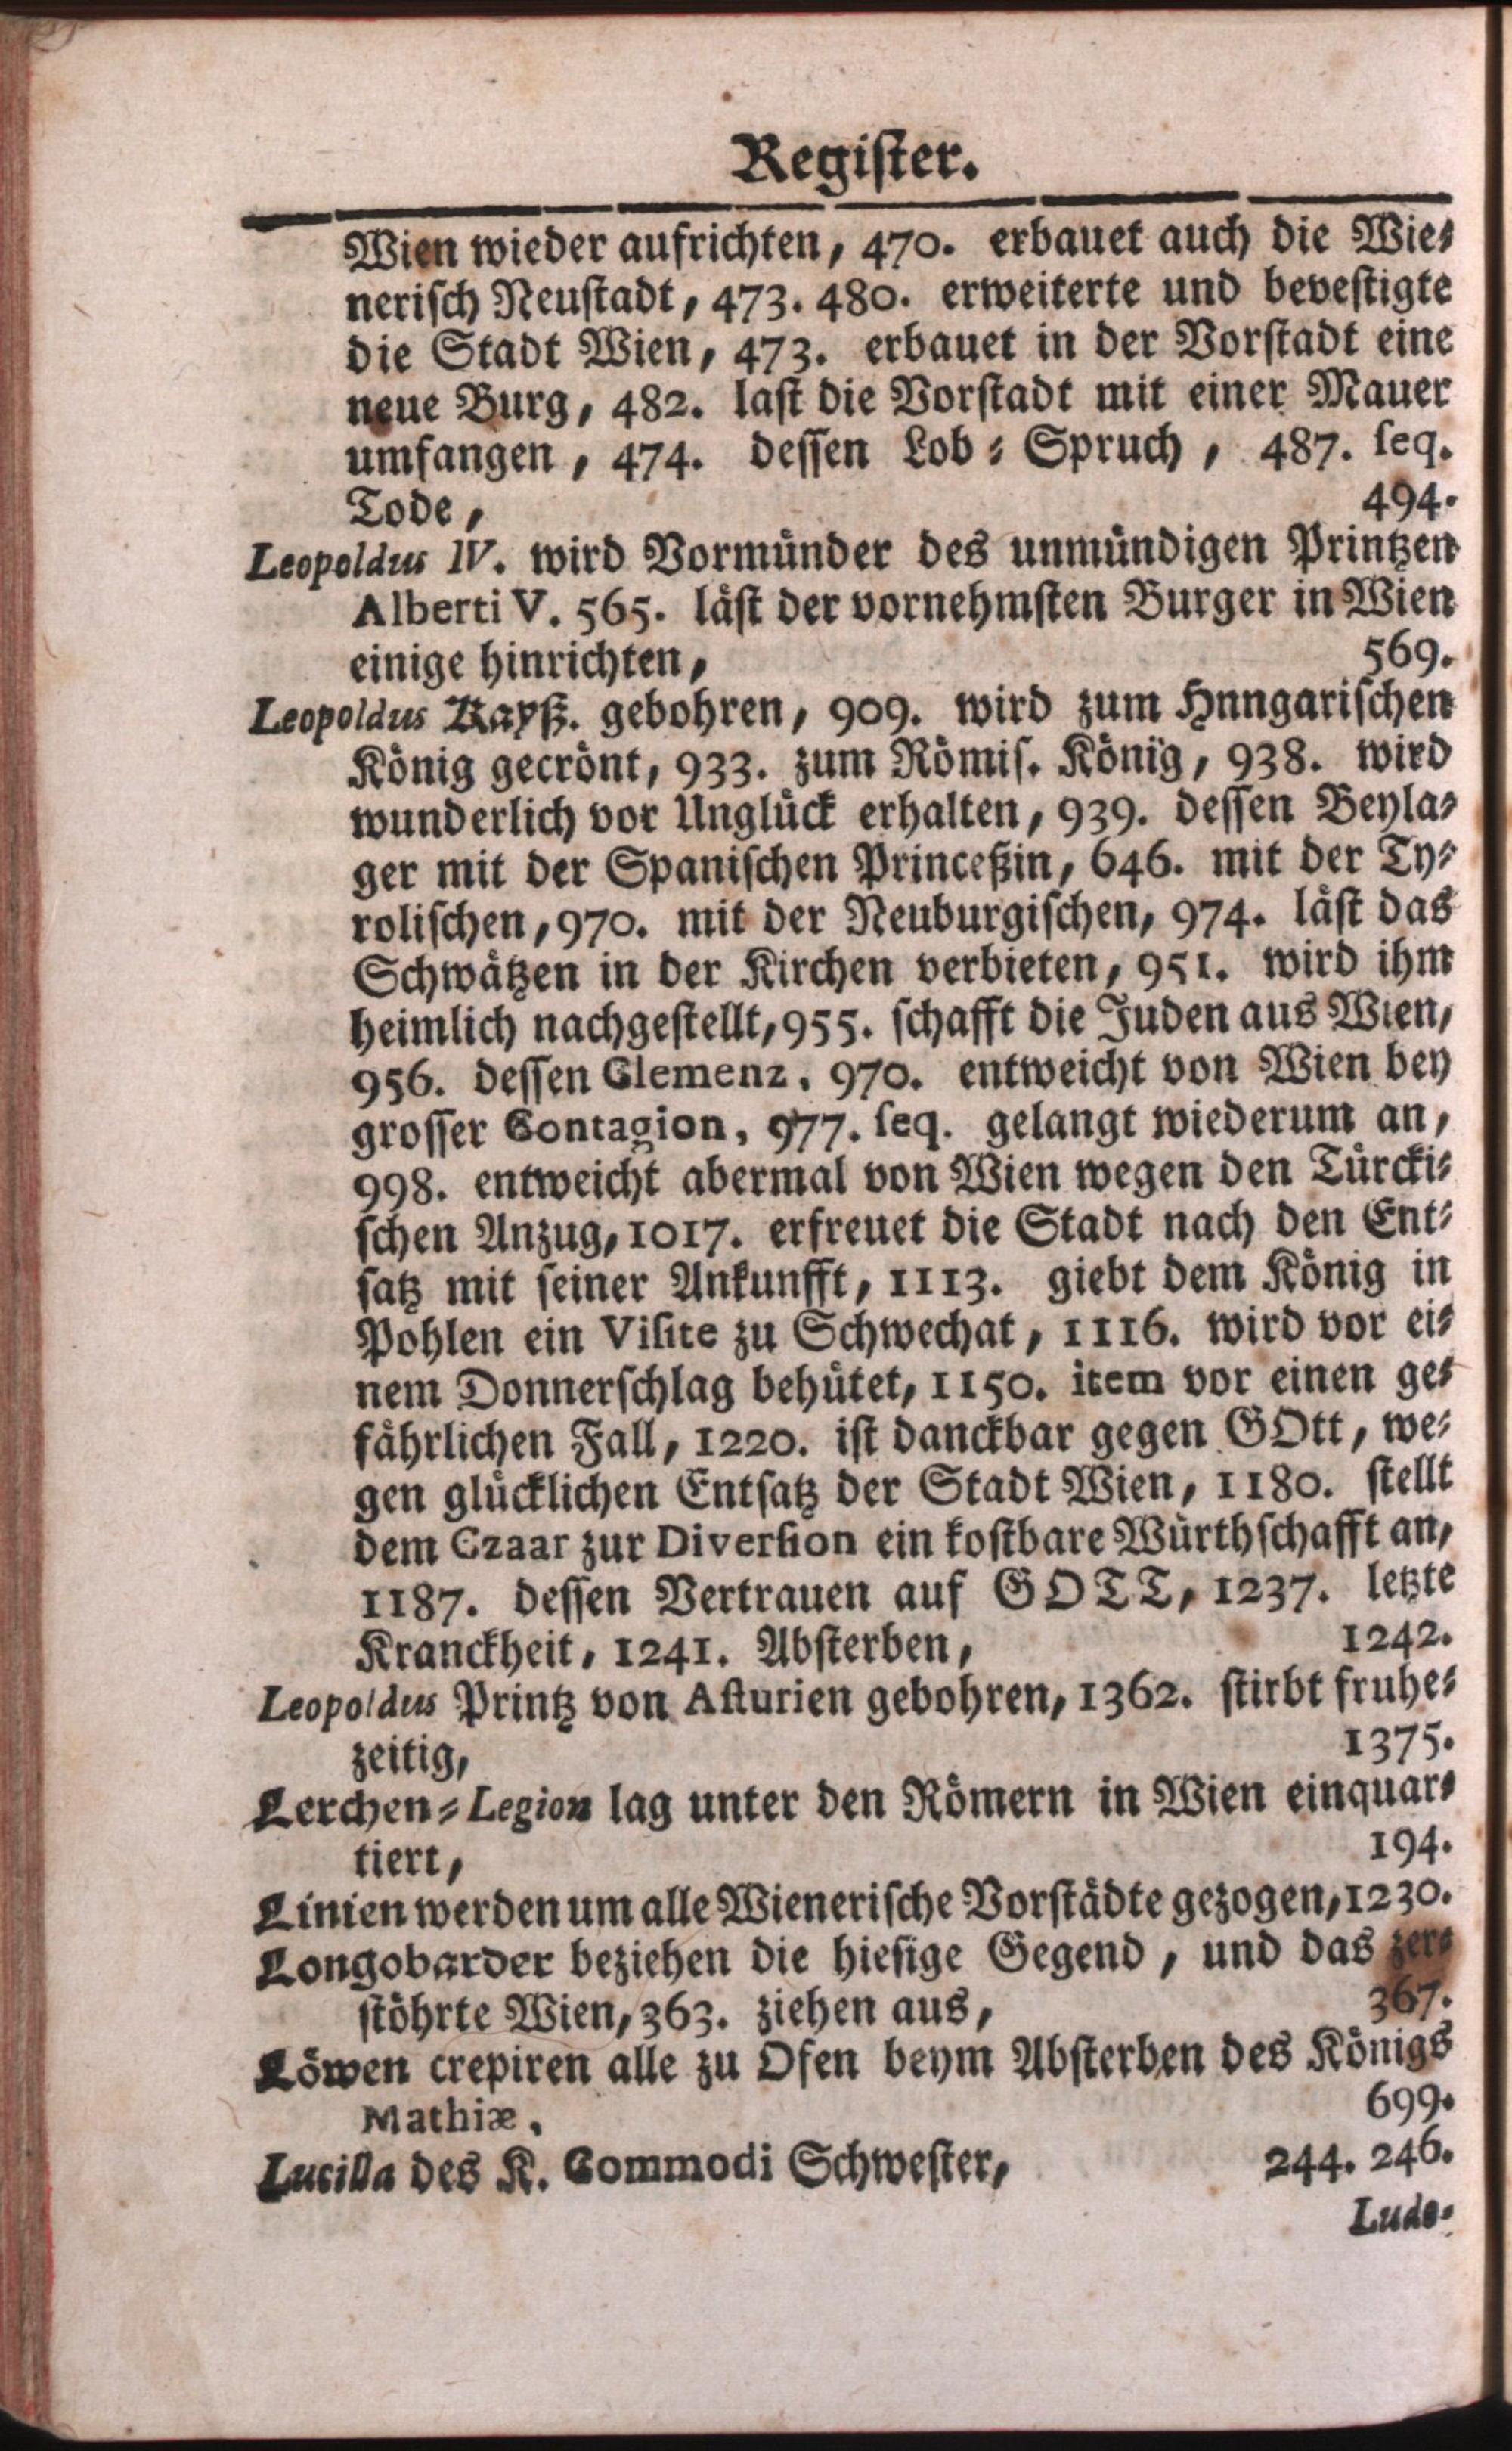 Register.
Wien wieder aufrichten, 470. erbauet auch die Wie-
nerisch Neustadt, 473. 480. erweiterte und bevestigte
die Stadt Wien, 473. erbauet in der Vorstadt eine
neue Burg, 482. last die Vorstadt mit einer Mauer
umfangen, 474. dessen Lob-Spruch, 487. seq.
Tode, 494.
Leopoldus IV. wird Vormünder des unmündigen Printzen
Alberti V. 565. läst der vornehmsten Burger in Wien
einige hinrichten, 569.
Leopoldus Kayß. gebohren, 909. wird zum Hnngarischen
König gecrönt, 933. zum Römis. König, 938. wird
wunderlich vor Unglück erhalten, 939. dessen Beyla-
ger mit der Spanischen Princeßin, 646. mit der Ty-
rolischen, 970. mit der Neuburgischen, 974. läst das
Schwätzen in der Kirchen verbieten, 951. wird ihm
heimlich nachgestellt, 955. schafft die Juden aus Wien,
956. dessen Clemenz, 970. entweicht von Wien bey
grosser Contagion, 977. seq. gelangt wiederum an,
998. entweicht abermal von Wien wegen den Türcki-
schen Anzug, 1017. erfreuet die Stadt nach den Ent-
satz mit seiner Ankunfft, 1113. giebt dem König in
Pohlen ein Visite zu Schwechat, 1116. wird vor ei-
nem Donnerschlag behütet, 1150. item vor einen ge-
fährlichen Fall, 1220. ist danckbar gegen GOtt, we-
gen glücklichen Entsatz der Stadt Wien, 1180. stellt
dem Czaar zur Diversion ein kostbare Würthschafft an,
1187. dessen Vertrauen auf GOTT, 1237. letzte
Kranckheit, 1241. Absterben, 1242.
Leopoldus Printz von Asturien gebohren, 1362. stirbt fruhe-
zeitig, 1375.
Lerchen-Legion lag unter den Römern in Wien einquar-
tiert, 194.
Linien werden um alle Wienerische Vorstädte gezogen, 1230.
Longobarder beziehen die hiesige Gegend, und das zer-
stöhrte Wien, 363. ziehen aus, 367.
Löwen crepiren alle zu Ofen beym Absterben des Königs
Mathiæ, 699.
Lucilla des K. Commodi Schwester, 244. 246.
Ludo-